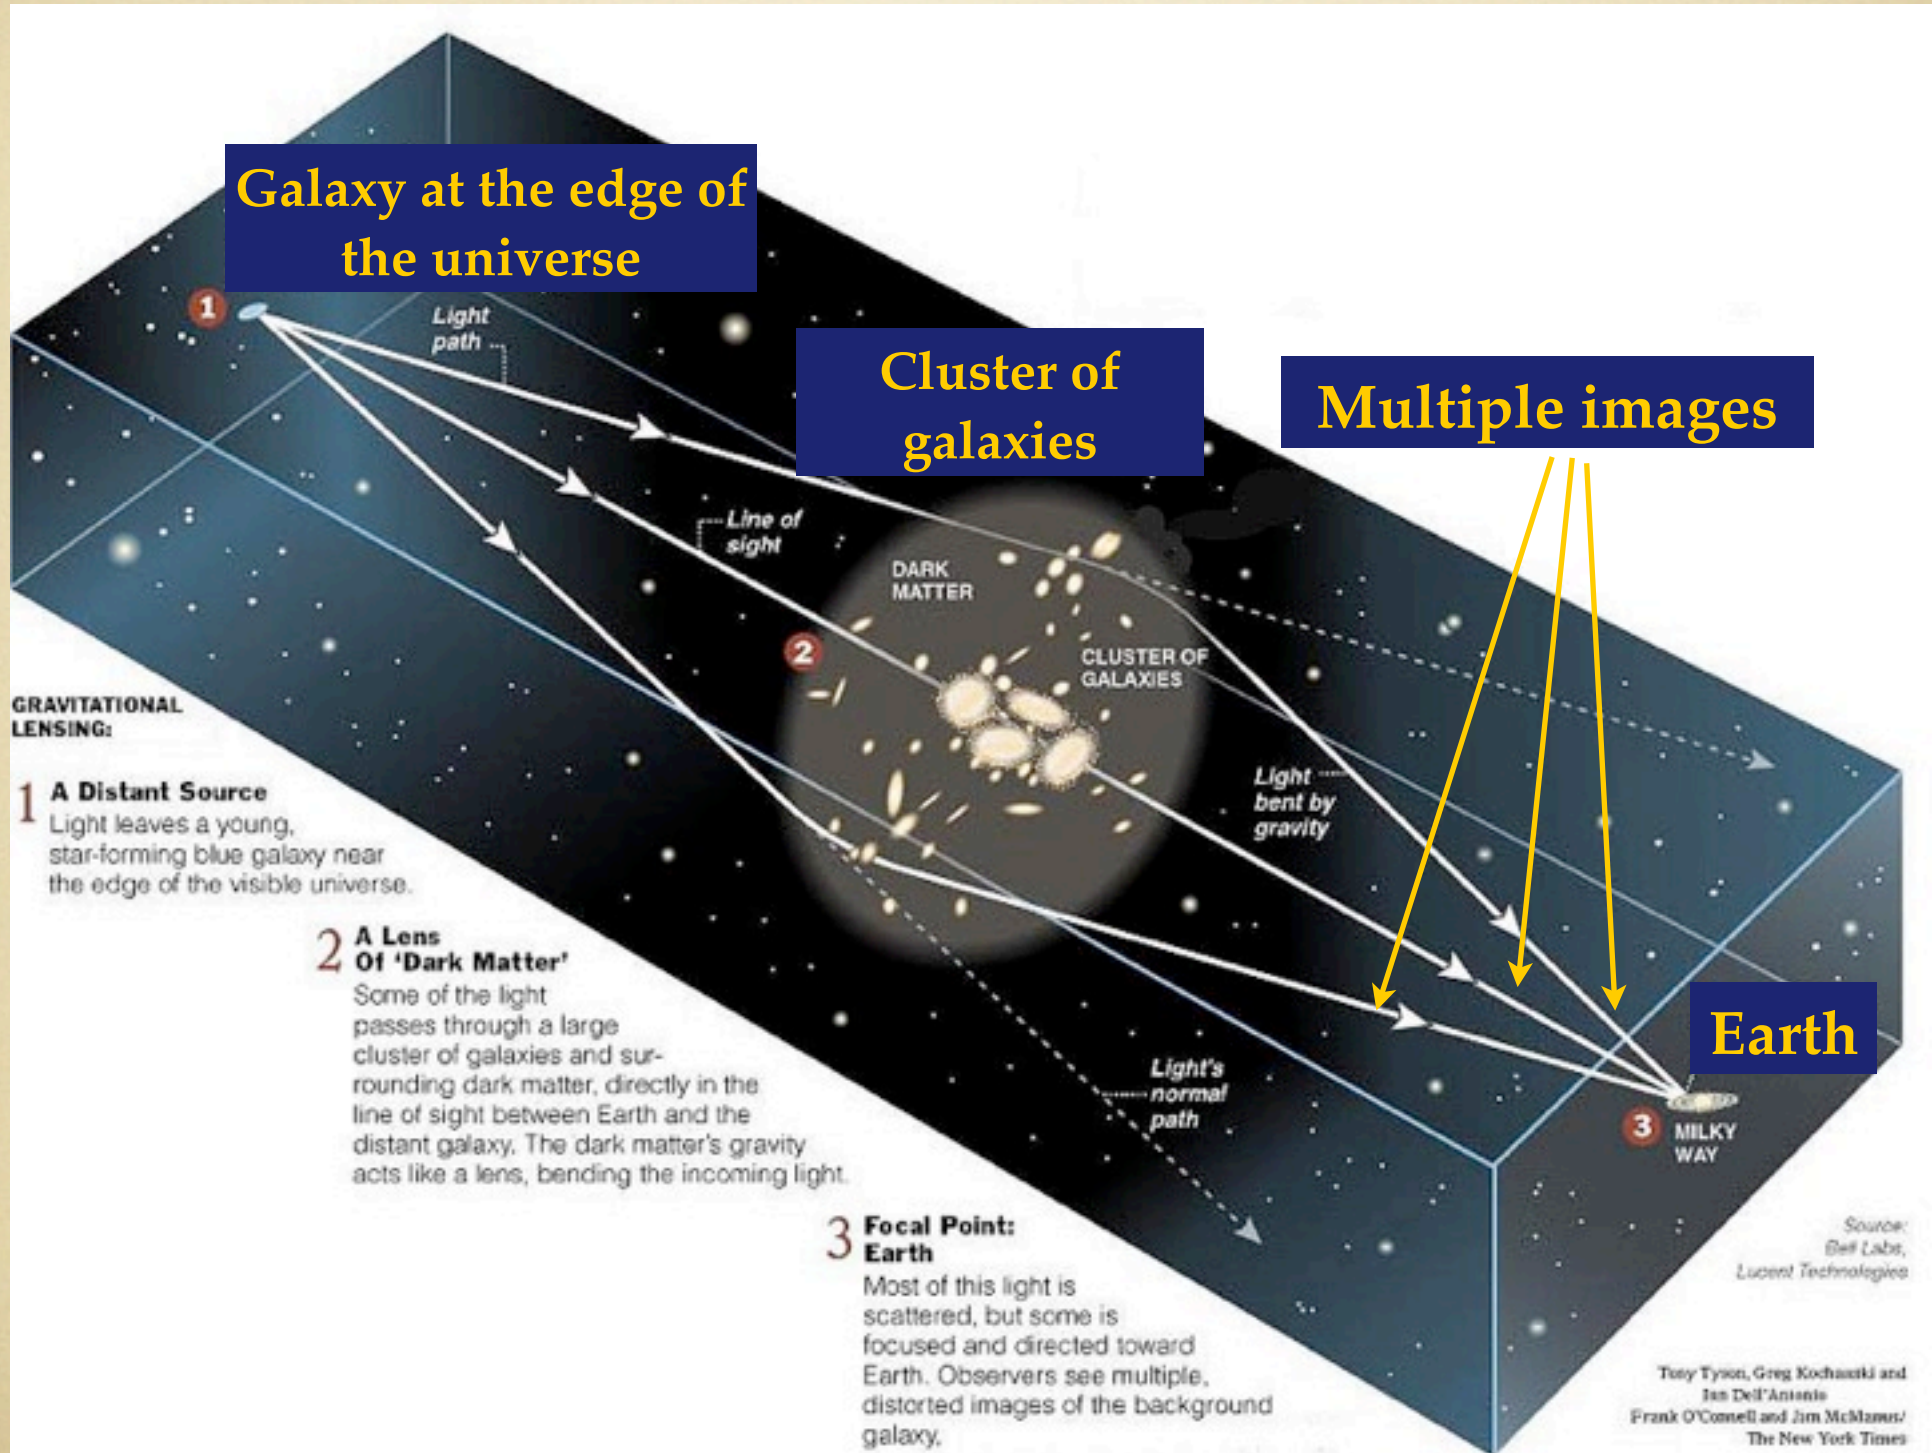 Galaxy at the edge of
the universe
1
Light
path
Cluster of
galaxies
Multiple images
Line of
sight
DARK
MATTER
2
CLUSTER OF
GALAXIES
GRAVITATIONAL
LENSING:
Light
bent by
gravity
1 A Distant Source
Light leaves a young,
star-forming blue galaxy near
the edge of the visible universe.
2 A Lens
Of ‘Dark Matter’
Some of the light
passes through a large
cluster of galaxies and sur-
rounding dark matter, directly in the
line of sight between Earth and the
distant galaxy. The dark matter's gravity
acts like a lens, bending the incoming light.
Earth
Light's
normal
path
3
MILKY
WAY
3 Focal Point:
Earth
Most of this light is
scattered, but some is
focused and directed toward
Earth. Observers see multiple,
distorted images of the background
galaxy,
Source:
Bell Labs,
Lucent Technologies
Tony Tyson, Greg Kochanski and
Ian Dell'Antonio
Frank O'Connell and Jim McManus/
The New York Times